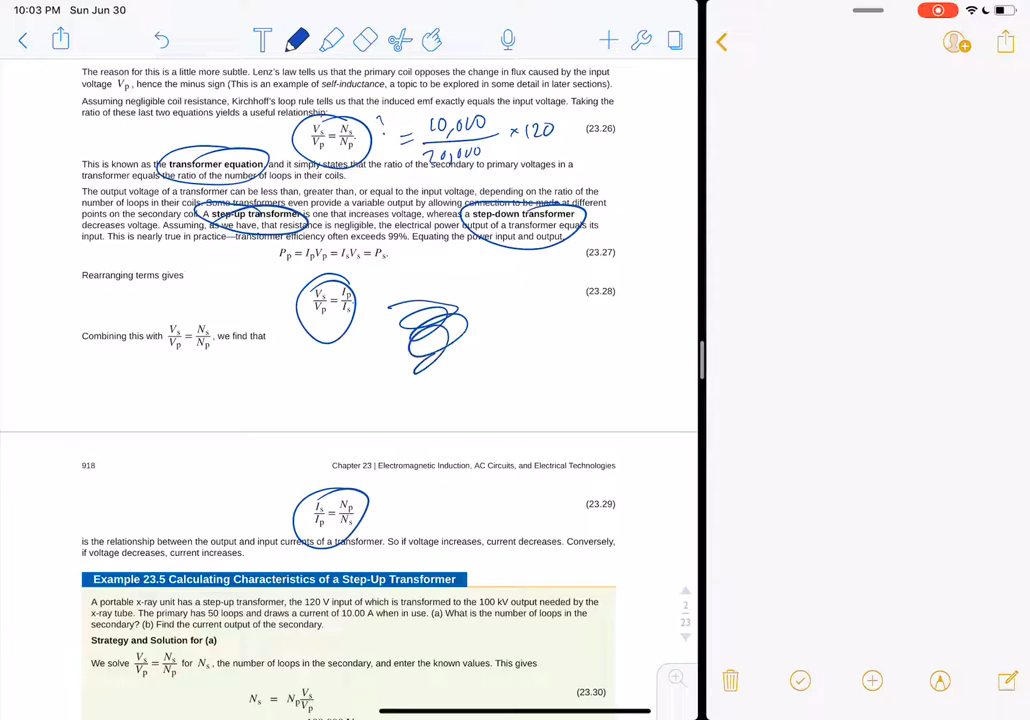 10:03 PM Sun Jun 30
The reason for this is a little more subtle. Lenz's law tells us that the primary coil opposes the change in flux caused by the input
voltage Vp, hence the minus sign (This is an example of self-inductance, a topic to be explored in some detail in later sections).
Assuming negligible coil resistance, Kirchhoff's loop rule tells us that the induced emf exactly equals the input voltage. Taking the
ratio of these last two equations yields a useful relationship:
Vs/Vp = Ns/Np. ? = 10,000/20,000 × 120 (23.26)
This is known as the transformer equation, and it simply states that the ratio of the secondary to primary voltages in a
transformer equals the ratio of the number of loops in their coils.
The output voltage of a transformer can be less than, greater than, or equal to the input voltage, depending on the ratio of the
number of loops in their coils. Some transformers even provide a variable output by allowing connection to be made at different
points on the secondary coil. A step-up transformer is one that increases voltage, whereas a step-down transformer
decreases voltage. Assuming, as we have, that resistance is negligible, the electrical power output of a transformer equals its
input. This is nearly true in practice—transformer efficiency often exceeds 99%. Equating the power input and output,
Pp = IpVp = IsVs = Ps. (23.27)
Rearranging terms gives
Vs/Vp = Ip/Is. (23.28)
Combining this with Vs/Vp = Ns/Np, we find that
918 Chapter 23 | Electromagnetic Induction, AC Circuits, and Electrical Technologies
Is/Ip = Np/Ns (23.29)
is the relationship between the output and input currents of a transformer. So if voltage increases, current decreases. Conversely,
if voltage decreases, current increases.
Example 23.5 Calculating Characteristics of a Step-Up Transformer
A portable x-ray unit has a step-up transformer, the 120 V input of which is transformed to the 100 kV output needed by the
x-ray tube. The primary has 50 loops and draws a current of 10.00 A when in use. (a) What is the number of loops in the
secondary? (b) Find the current output of the secondary.
Strategy and Solution for (a)
We solve Vs/Vp = Ns/Np for Ns, the number of loops in the secondary, and enter the known values. This gives
Ns = Np Vs/Vp (23.30)
2
23